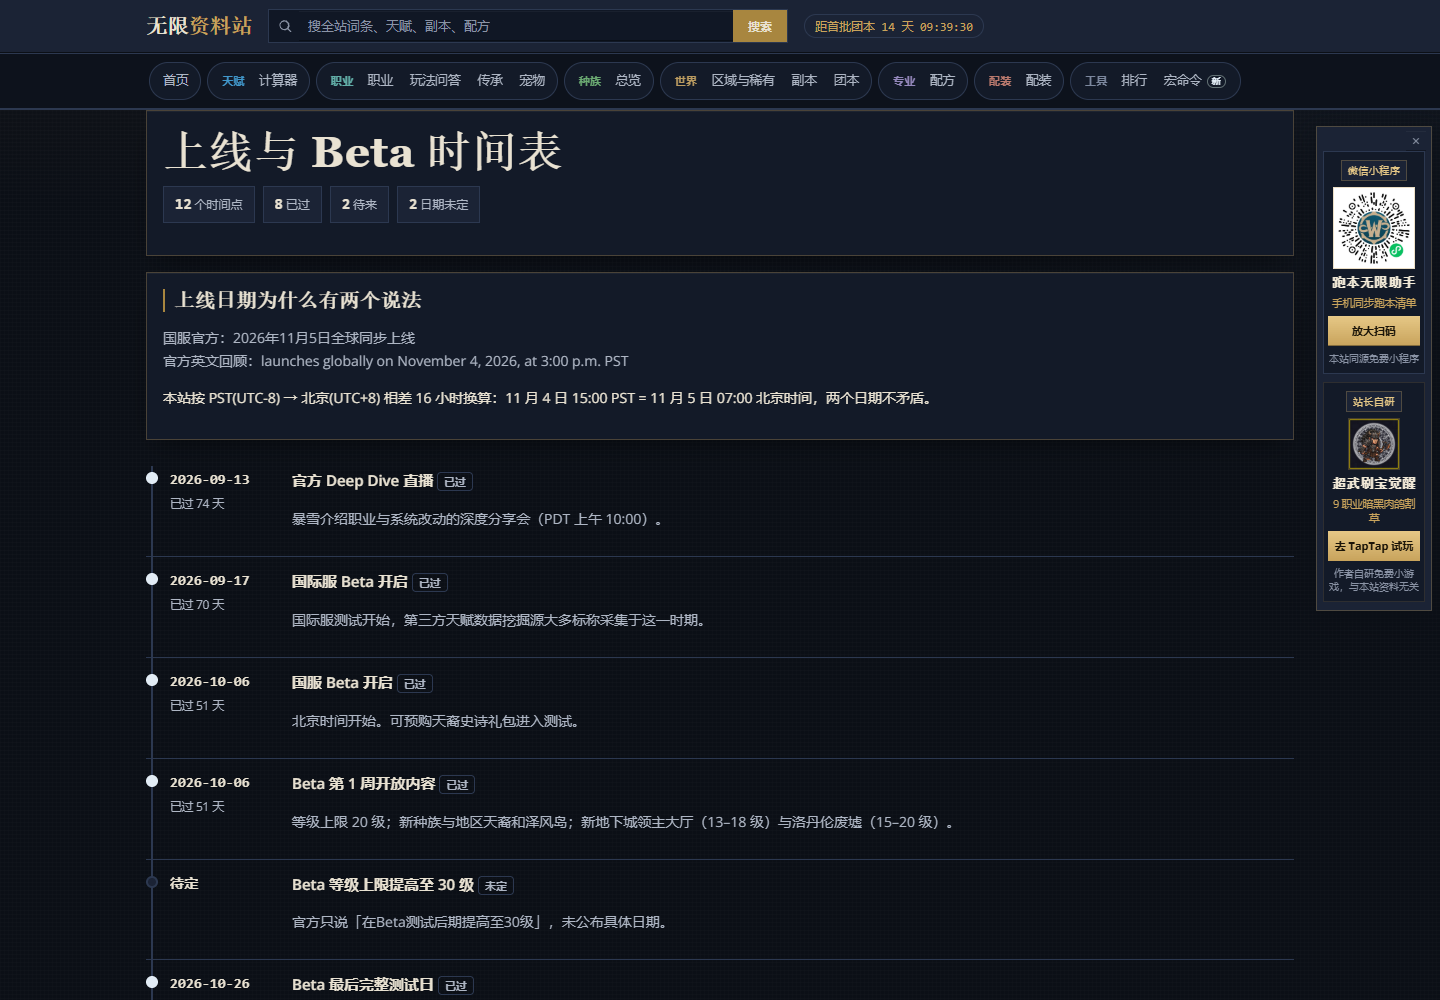 无限资料站
搜全站词条、天赋、副本、配方
搜索
距首批团本 14 天 09:39:30
首页
天赋 计算器
职业 职业 玩法问答 传承 宠物
种族 总览
世界 区域与稀有 副本 团本
专业 配方
配装 配装
工具 排行 宏命令 新
上线与 Beta 时间表
12 个时间点
8 已过
2 待来
2 日期未定
上线日期为什么有两个说法
国服官方：2026年11月5日全球同步上线
官方英文回顾：launches globally on November 4, 2026, at 3:00 p.m. PST
本站按 PST(UTC-8) → 北京(UTC+8) 相差 16 小时换算：11 月 4 日 15:00 PST = 11 月 5 日 07:00 北京时间，两个日期不矛盾。
2026-09-13
已过 74 天
官方 Deep Dive 直播 已过
暴雪介绍职业与系统改动的深度分享会（PDT 上午 10:00）。
2026-09-17
已过 70 天
国际服 Beta 开启 已过
国际服测试开始，第三方天赋数据挖掘源大多标称采集于这一时期。
2026-10-06
已过 51 天
国服 Beta 开启 已过
北京时间开始。可预购天裔史诗礼包进入测试。
2026-10-06
已过 51 天
Beta 第 1 周开放内容 已过
等级上限 20 级；新种族与地区天裔和泽风岛；新地下城领主大厅（13–18 级）与洛丹伦废墟（15–20 级）。
待定
Beta 等级上限提高至 30 级 未定
官方只说「在Beta测试后期提高至30级」，未公布具体日期。
2026-10-26
Beta 最后完整测试日 已过
×
微信小程序
跑本无限助手
手机同步跑本清单
放大扫码
本站同源免费小程序
站长自研
超武刷宝觉醒
9 职业暗黑肉鸽割
草
去 TapTap 试玩
作者自研免费小游
戏，与本站资料无关